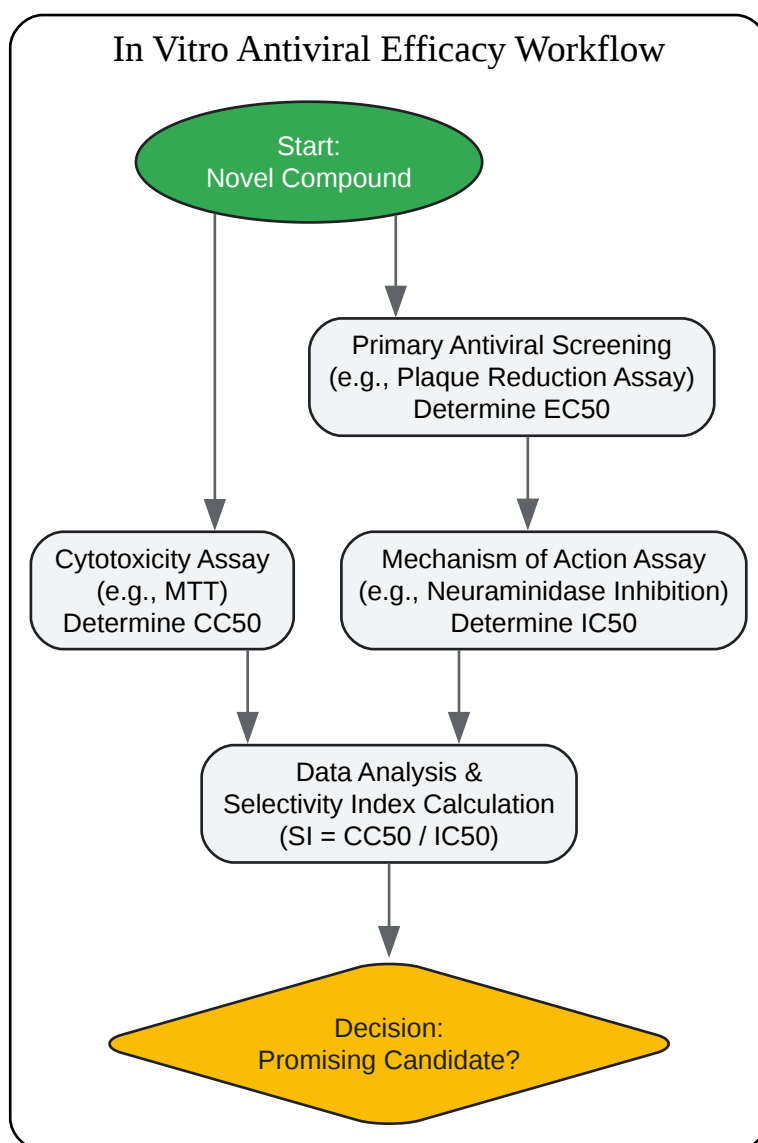 In Vitro Antiviral Efficacy Workflow
Start:
Novel Compound
Primary Antiviral Screening
(e.g., Plaque Reduction Assay)
Determine EC50
Cytotoxicity Assay
(e.g., MTT)
Determine CC50
Mechanism of Action Assay
(e.g., Neuraminidase Inhibition)
Determine IC50
Data Analysis &
Selectivity Index Calculation
(SI = CC50 / IC50)
Decision:
Promising Candidate?